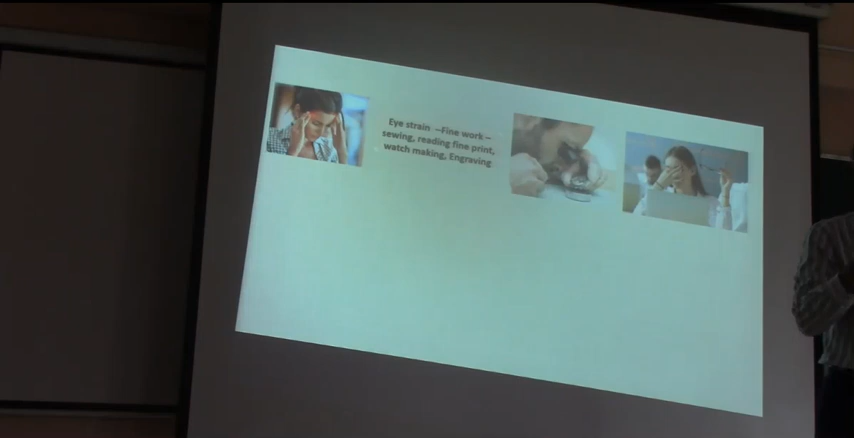 Eye strain –Fine work –
sewing, reading fine print,
watch making, Engraving